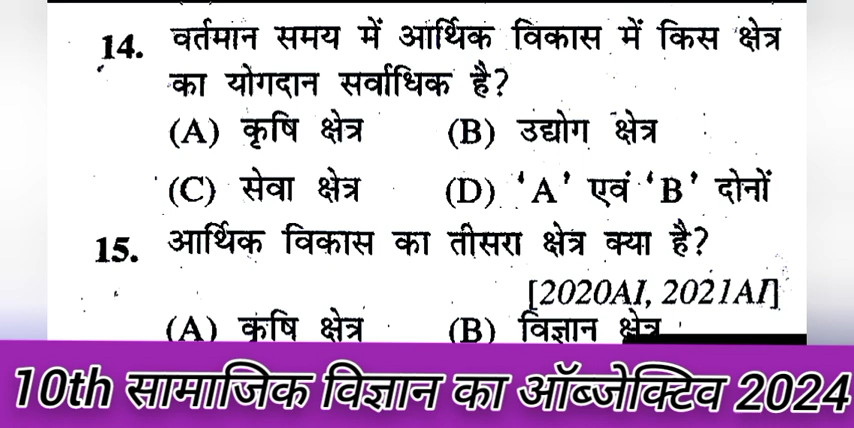 14. वर्तमान समय में आर्थिक विकास में किस क्षेत्र
का योगदान सर्वाधिक है?
(A) कृषि क्षेत्र (B) उद्योग क्षेत्र
(C) सेवा क्षेत्र (D) 'A' एवं 'B' दोनों
15. आर्थिक विकास का तीसरा क्षेत्र क्या है?
[2020AI, 2021AI]
(A) कृषि क्षेत्र (B) विज्ञान क्षेत्र
10th सामाजिक विज्ञान का ऑब्जेक्टिव 2024